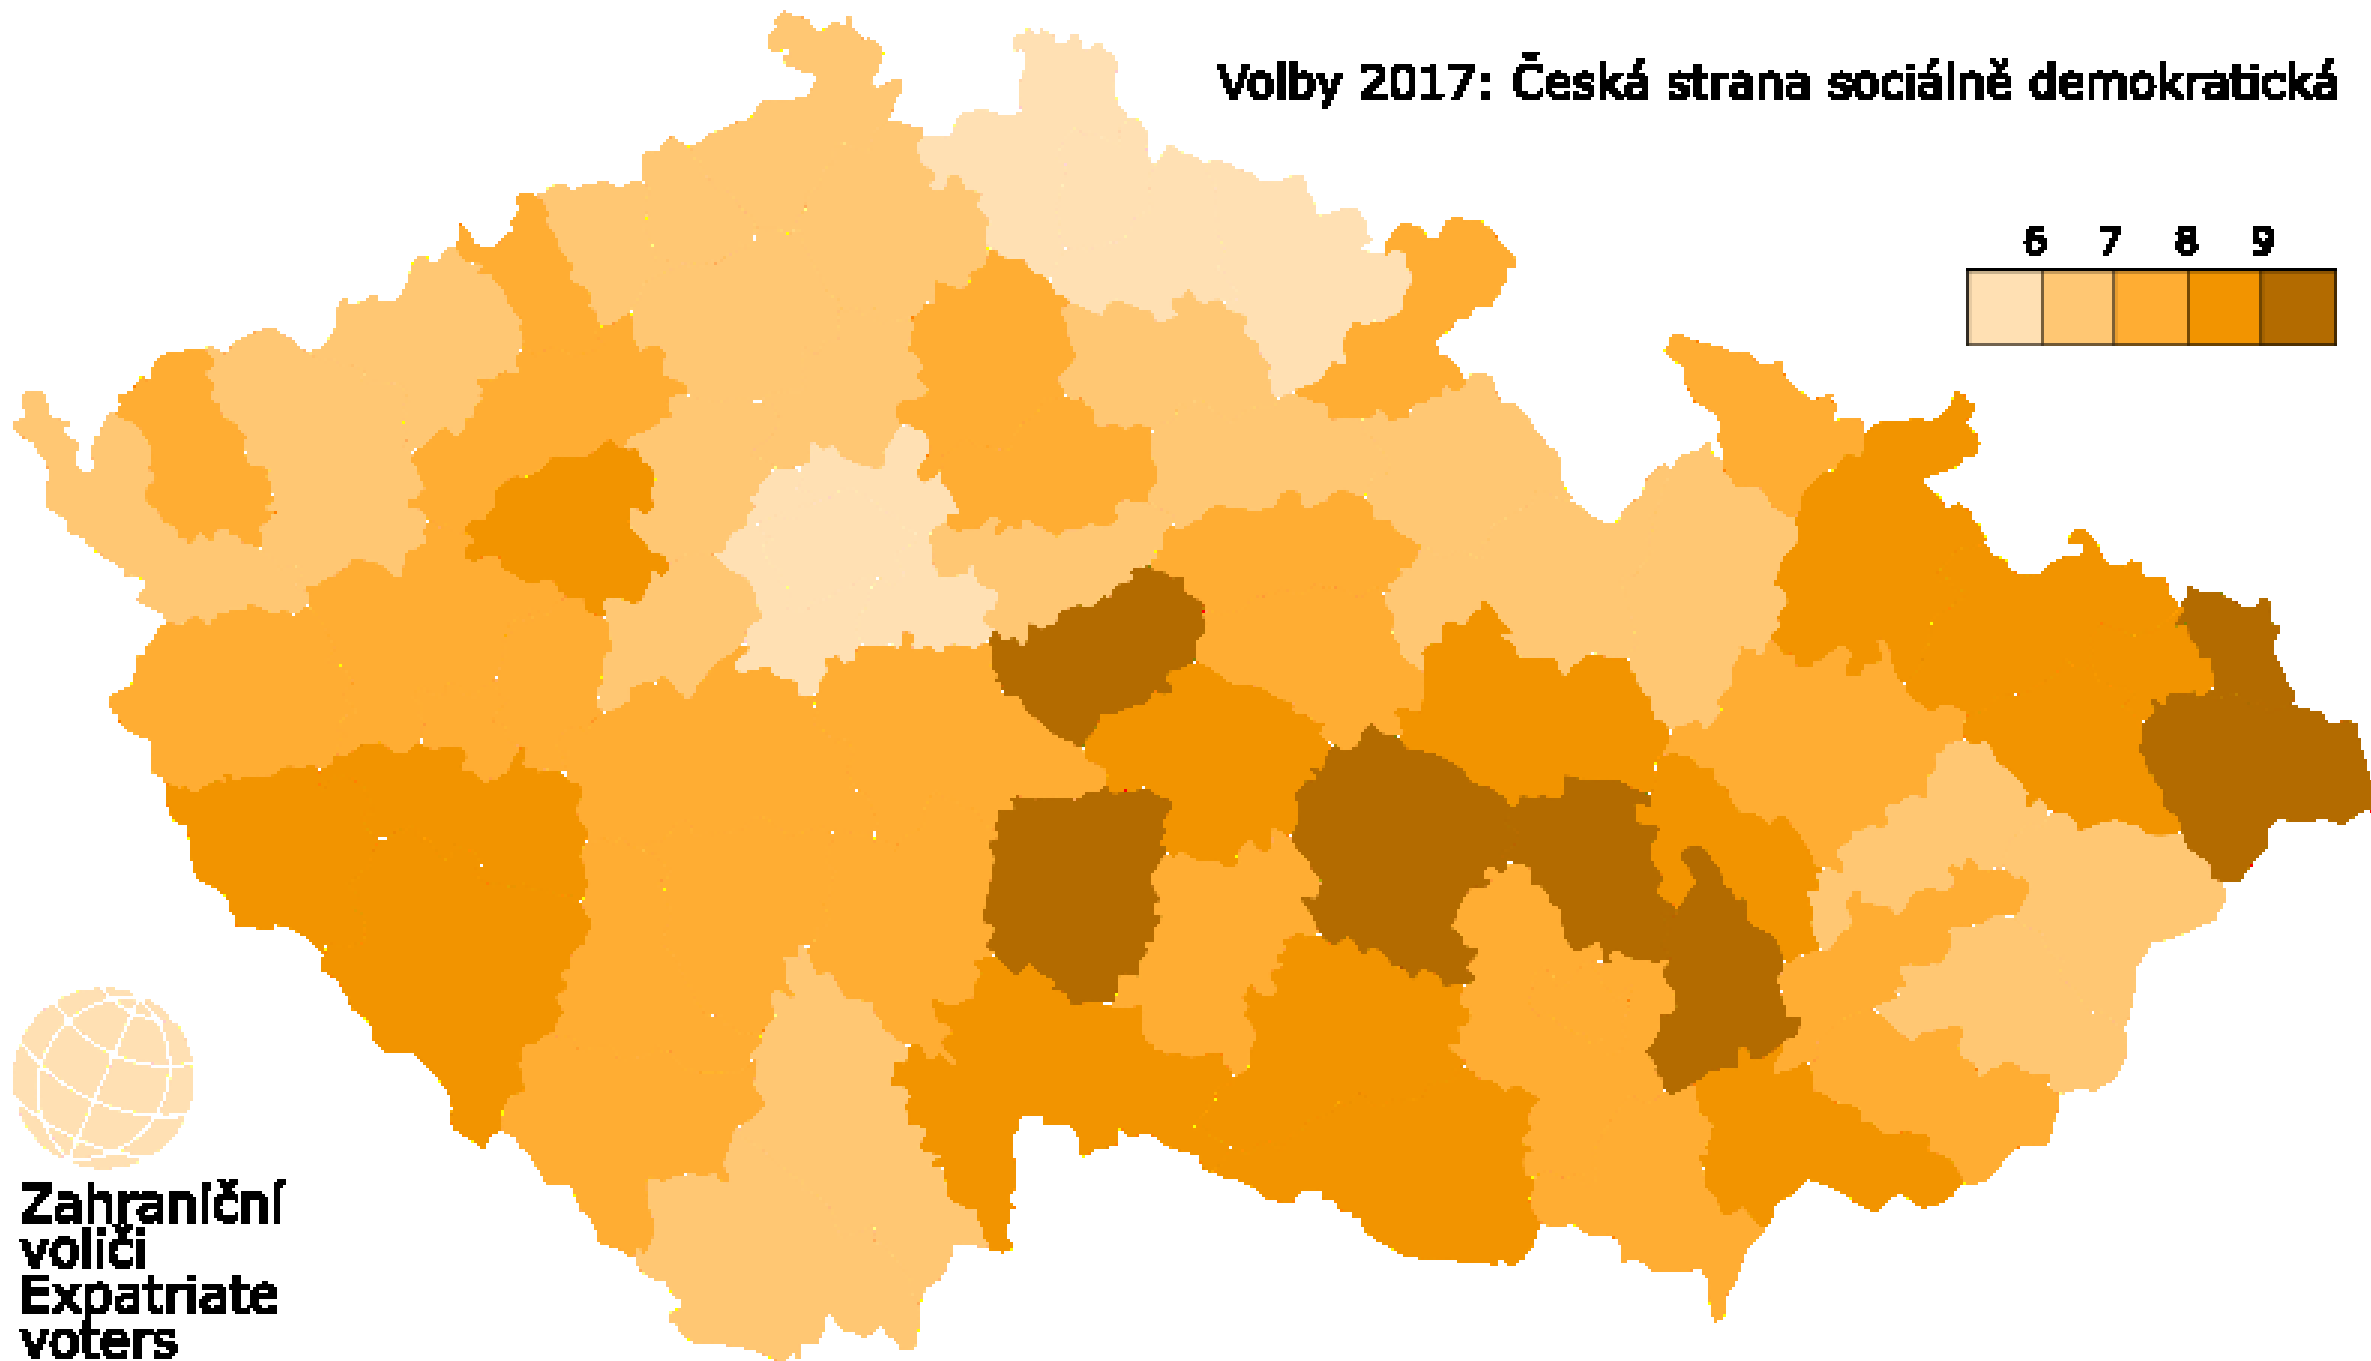 Volby 2017: Česká strana sociálně demokratická
6 7 8 9
Zahraniční
voliči
Expatriate
voters